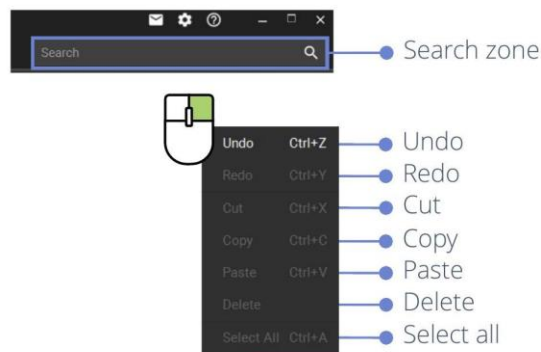 Search
Search zone
Undo Ctrl+Z Undo
Redo Ctrl+Y Redo
Cut Ctrl+X Cut
Copy Ctrl+C Copy
Paste Ctrl+V Paste
Delete Delete
Select All Ctrl+A Select all